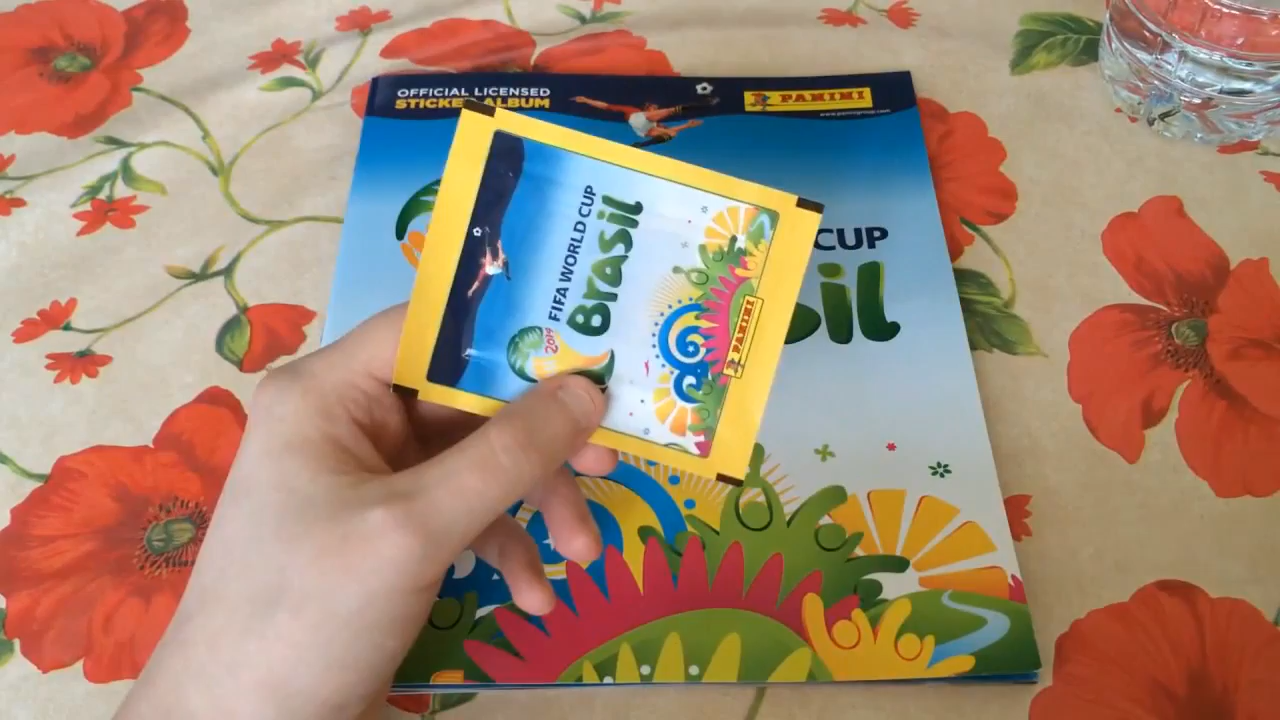 OFFICIAL LICENSED
STICKER ALBUM
PANINI
www.paninigroup.com
CUP
sil
FIFA WORLD CUP
Brasil
2014
PANINI